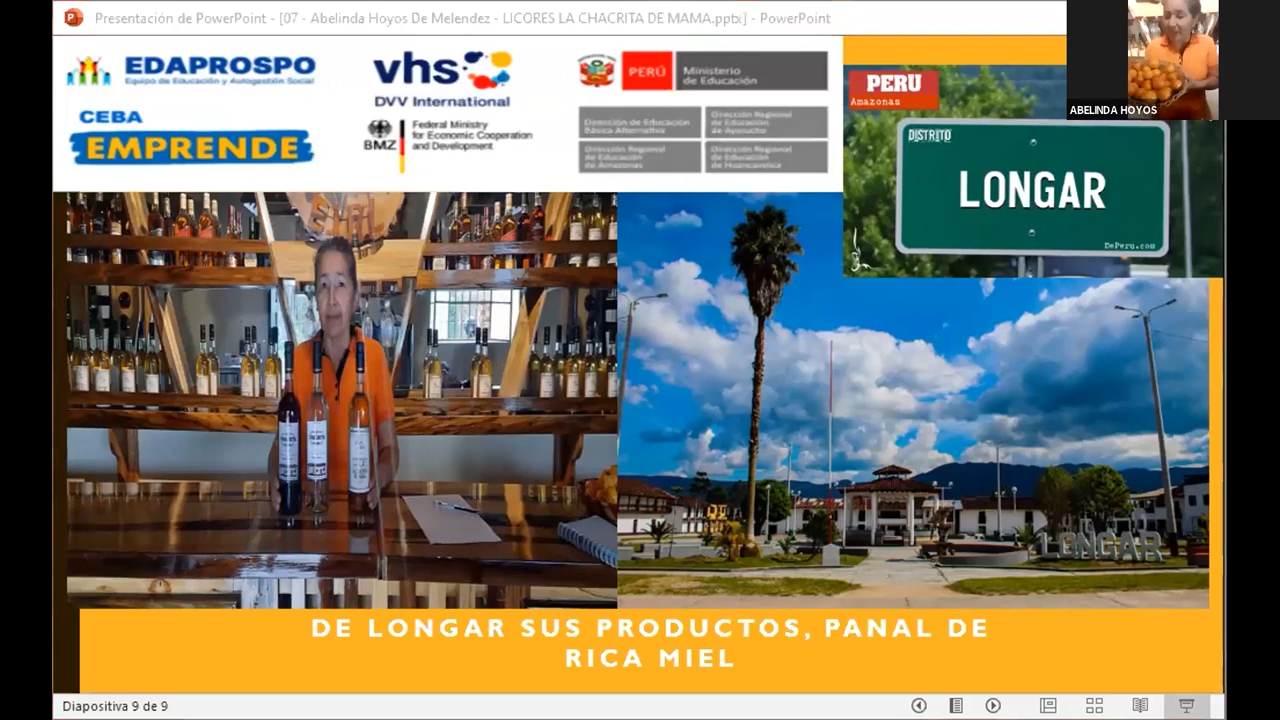 Presentación de PowerPoint - [07 - Abelinda Hoyos De Melendez - LICORES LA CHACRITA DE MAMA.pptx] - PowerPoint
EDAPROSPO
Equipo de Educación y Autogestión Social
CEBA
EMPRENDE
vhs
DVV International
BMZ
Federal Ministry
for Economic Cooperation
and Development
PERÚ
Ministerio
de Educación
Dirección de Educación
Básica Alternativa
Dirección Regional
de Educación
de Ayacucho
Dirección Regional
de Educación
de Amazonas
Dirección Regional
de Educación
de Huancavelica
PERU
Amazonas
DISTRITO
LONGAR
DePeru.com
ABELINDA HOYOS
LONGAR
DE LONGAR SUS PRODUCTOS, PANAL DE
RICA MIEL
Diapositiva 9 de 9